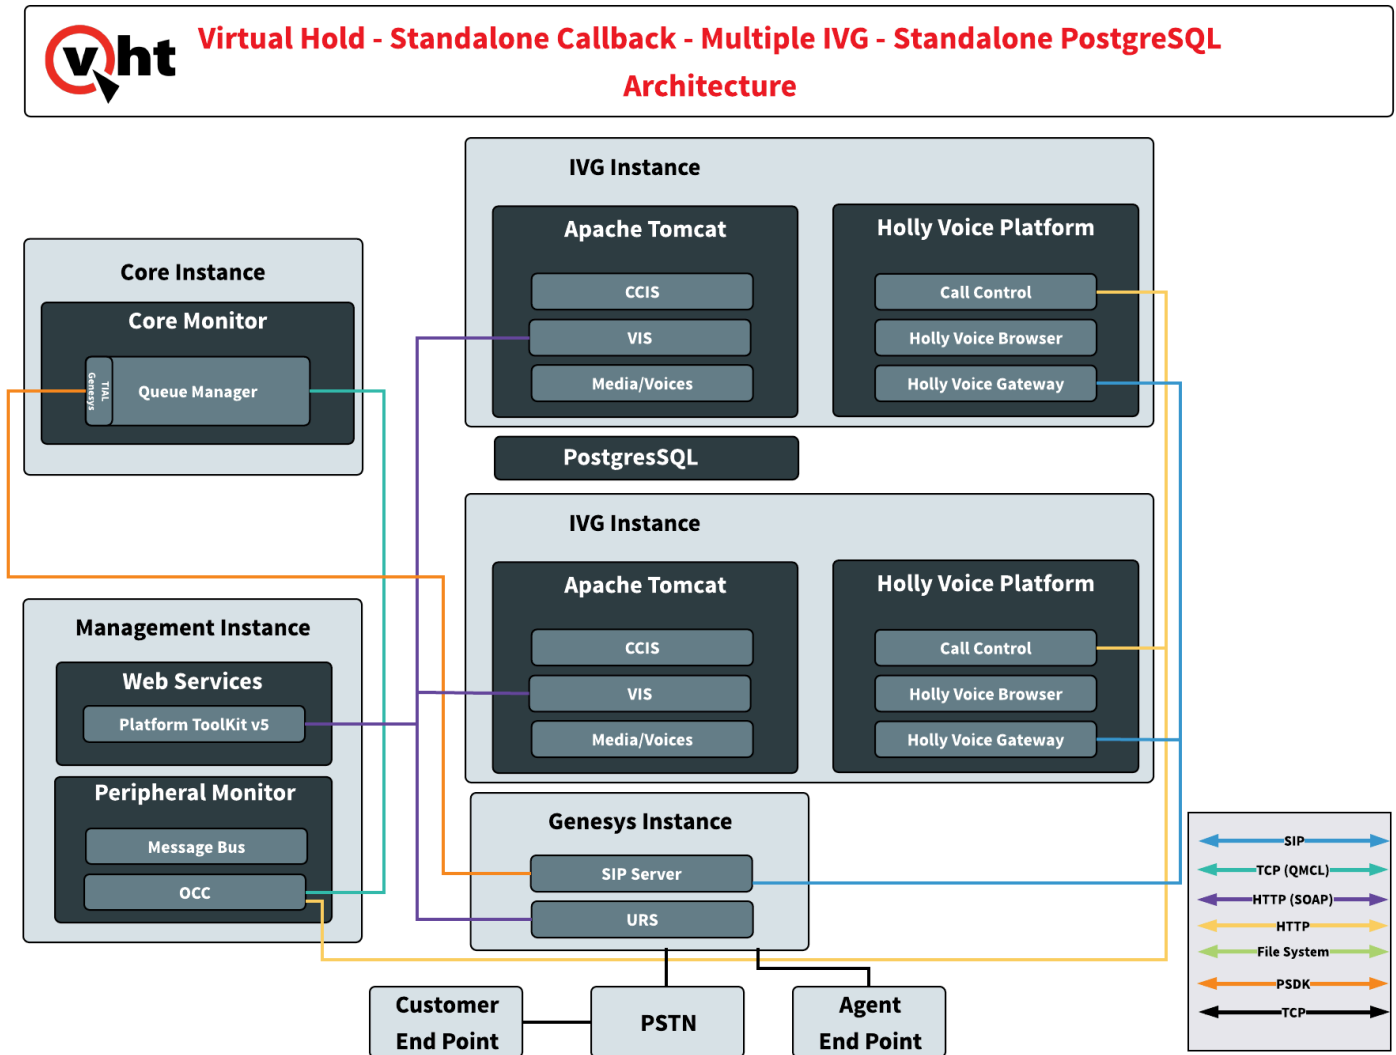 vht
Virtual Hold - Standalone Callback - Multiple IVG - Standalone PostgreSQL
Architecture
Core Instance
Core Monitor
TIAL
Genesys
Queue Manager
Management Instance
Web Services
Platform ToolKit v5
Peripheral Monitor
Message Bus
OCC
IVG Instance
Apache Tomcat
CCIS
VIS
Media/Voices
Holly Voice Platform
Call Control
Holly Voice Browser
Holly Voice Gateway
PostgresSQL
IVG Instance
Apache Tomcat
CCIS
VIS
Media/Voices
Holly Voice Platform
Call Control
Holly Voice Browser
Holly Voice Gateway
Genesys Instance
SIP Server
URS
Customer
End Point
PSTN
Agent
End Point
SIP
TCP (QMCL)
HTTP (SOAP)
HTTP
File System
PSDK
TCP